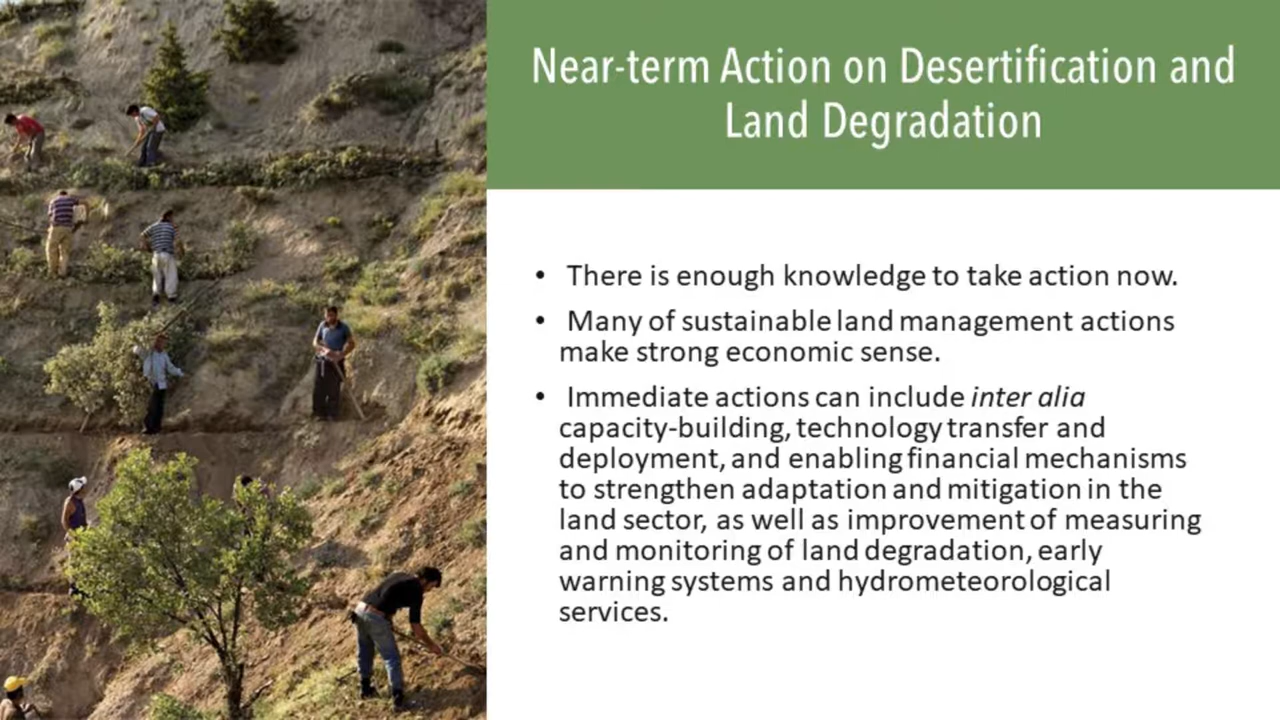 Near-term Action on Desertification and
Land Degradation
• There is enough knowledge to take action now.
• Many of sustainable land management actions
make strong economic sense.
• Immediate actions can include inter alia
capacity-building, technology transfer and
deployment, and enabling financial mechanisms
to strengthen adaptation and mitigation in the
land sector, as well as improvement of measuring
and monitoring of land degradation, early
warning systems and hydrometeorological
services.